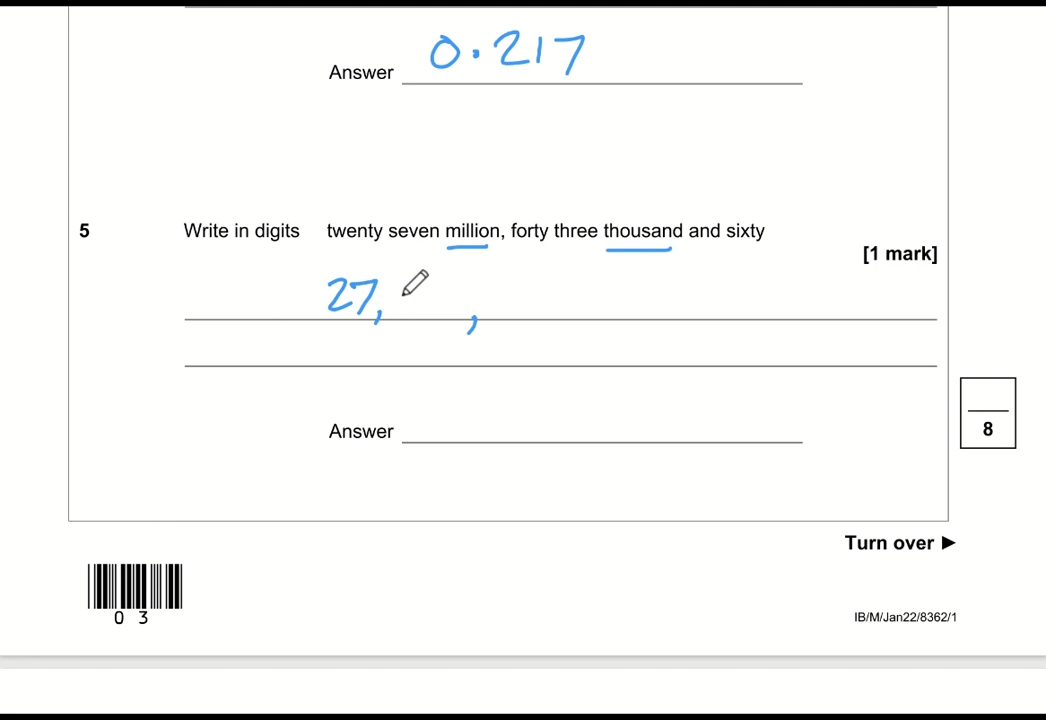 Answer 0.217
5 Write in digits twenty seven million, forty three thousand and sixty
[1 mark]
27, ,
Answer
8
Turn over ►
0 3
IB/M/Jan22/8362/1